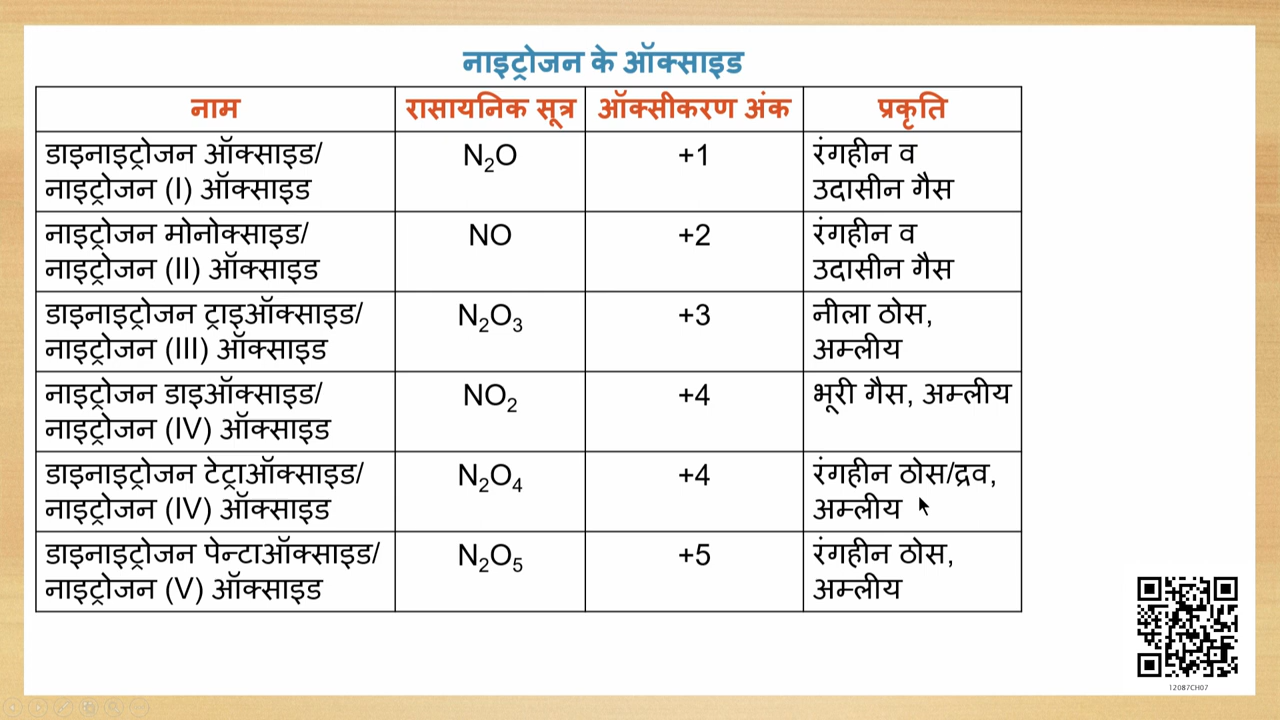 नाइट्रोजन के ऑक्साइड
नाम रासायनिक सूत्र ऑक्सीकरण अंक प्रकृति
डाइनाइट्रोजन ऑक्साइड/ N₂O +1 रंगहीन व
नाइट्रोजन (I) ऑक्साइड उदासीन गैस
नाइट्रोजन मोनोक्साइड/ NO +2 रंगहीन व
नाइट्रोजन (II) ऑक्साइड उदासीन गैस
डाइनाइट्रोजन ट्राइऑक्साइड/ N₂O₃ +3 नीला ठोस,
नाइट्रोजन (III) ऑक्साइड अम्लीय
नाइट्रोजन डाइऑक्साइड/ NO₂ +4 भूरी गैस, अम्लीय
नाइट्रोजन (IV) ऑक्साइड
डाइनाइट्रोजन टेट्राऑक्साइड/ N₂O₄ +4 रंगहीन ठोस/द्रव,
नाइट्रोजन (IV) ऑक्साइड अम्लीय
डाइनाइट्रोजन पेन्टाऑक्साइड/ N₂O₅ +5 रंगहीन ठोस,
नाइट्रोजन (V) ऑक्साइड अम्लीय
12087CH07